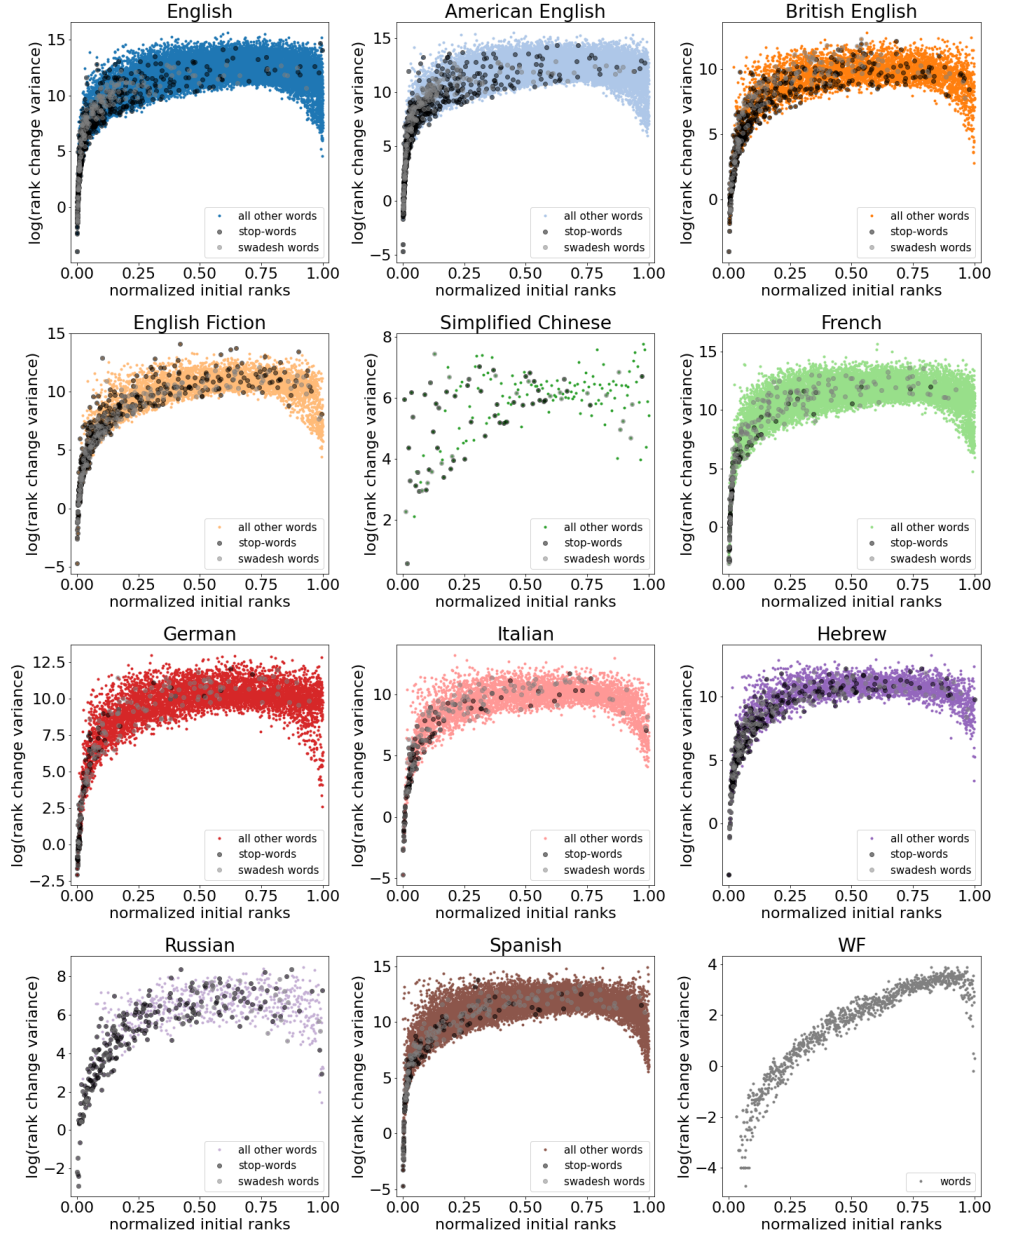 English
log(rank change variance)
15
10
5
0
0.00 0.25 0.50 0.75 1.00
normalized initial ranks
all other words
stop-words
swadesh words
American English
log(rank change variance)
15
10
5
0
−5
0.00 0.25 0.50 0.75 1.00
normalized initial ranks
all other words
stop-words
swadesh words
British English
log(rank change variance)
10
5
0
0.00 0.25 0.50 0.75 1.00
normalized initial ranks
all other words
stop-words
swadesh words
English Fiction
log(rank change variance)
15
10
5
0
−5
0.00 0.25 0.50 0.75 1.00
normalized initial ranks
all other words
stop-words
swadesh words
Simplified Chinese
log(rank change variance)
8
6
4
2
0.00 0.25 0.50 0.75 1.00
normalized initial ranks
all other words
stop-words
swadesh words
French
log(rank change variance)
15
10
5
0
0.00 0.25 0.50 0.75 1.00
normalized initial ranks
all other words
stop-words
swadesh words
German
log(rank change variance)
12.5
10.0
7.5
5.0
2.5
0.0
−2.5
0.00 0.25 0.50 0.75 1.00
normalized initial ranks
all other words
stop-words
swadesh words
Italian
log(rank change variance)
10
5
0
−5
0.00 0.25 0.50 0.75 1.00
normalized initial ranks
all other words
stop-words
swadesh words
Hebrew
log(rank change variance)
10
5
0
0.00 0.25 0.50 0.75 1.00
normalized initial ranks
all other words
stop-words
swadesh words
Russian
log(rank change variance)
8
6
4
2
0
−2
0.00 0.25 0.50 0.75 1.00
normalized initial ranks
all other words
stop-words
swadesh words
Spanish
log(rank change variance)
15
10
5
0
−5
0.00 0.25 0.50 0.75 1.00
normalized initial ranks
all other words
stop-words
swadesh words
WF
log(rank change variance)
4
2
0
−2
−4
0.00 0.25 0.50 0.75 1.00
normalized initial ranks
words